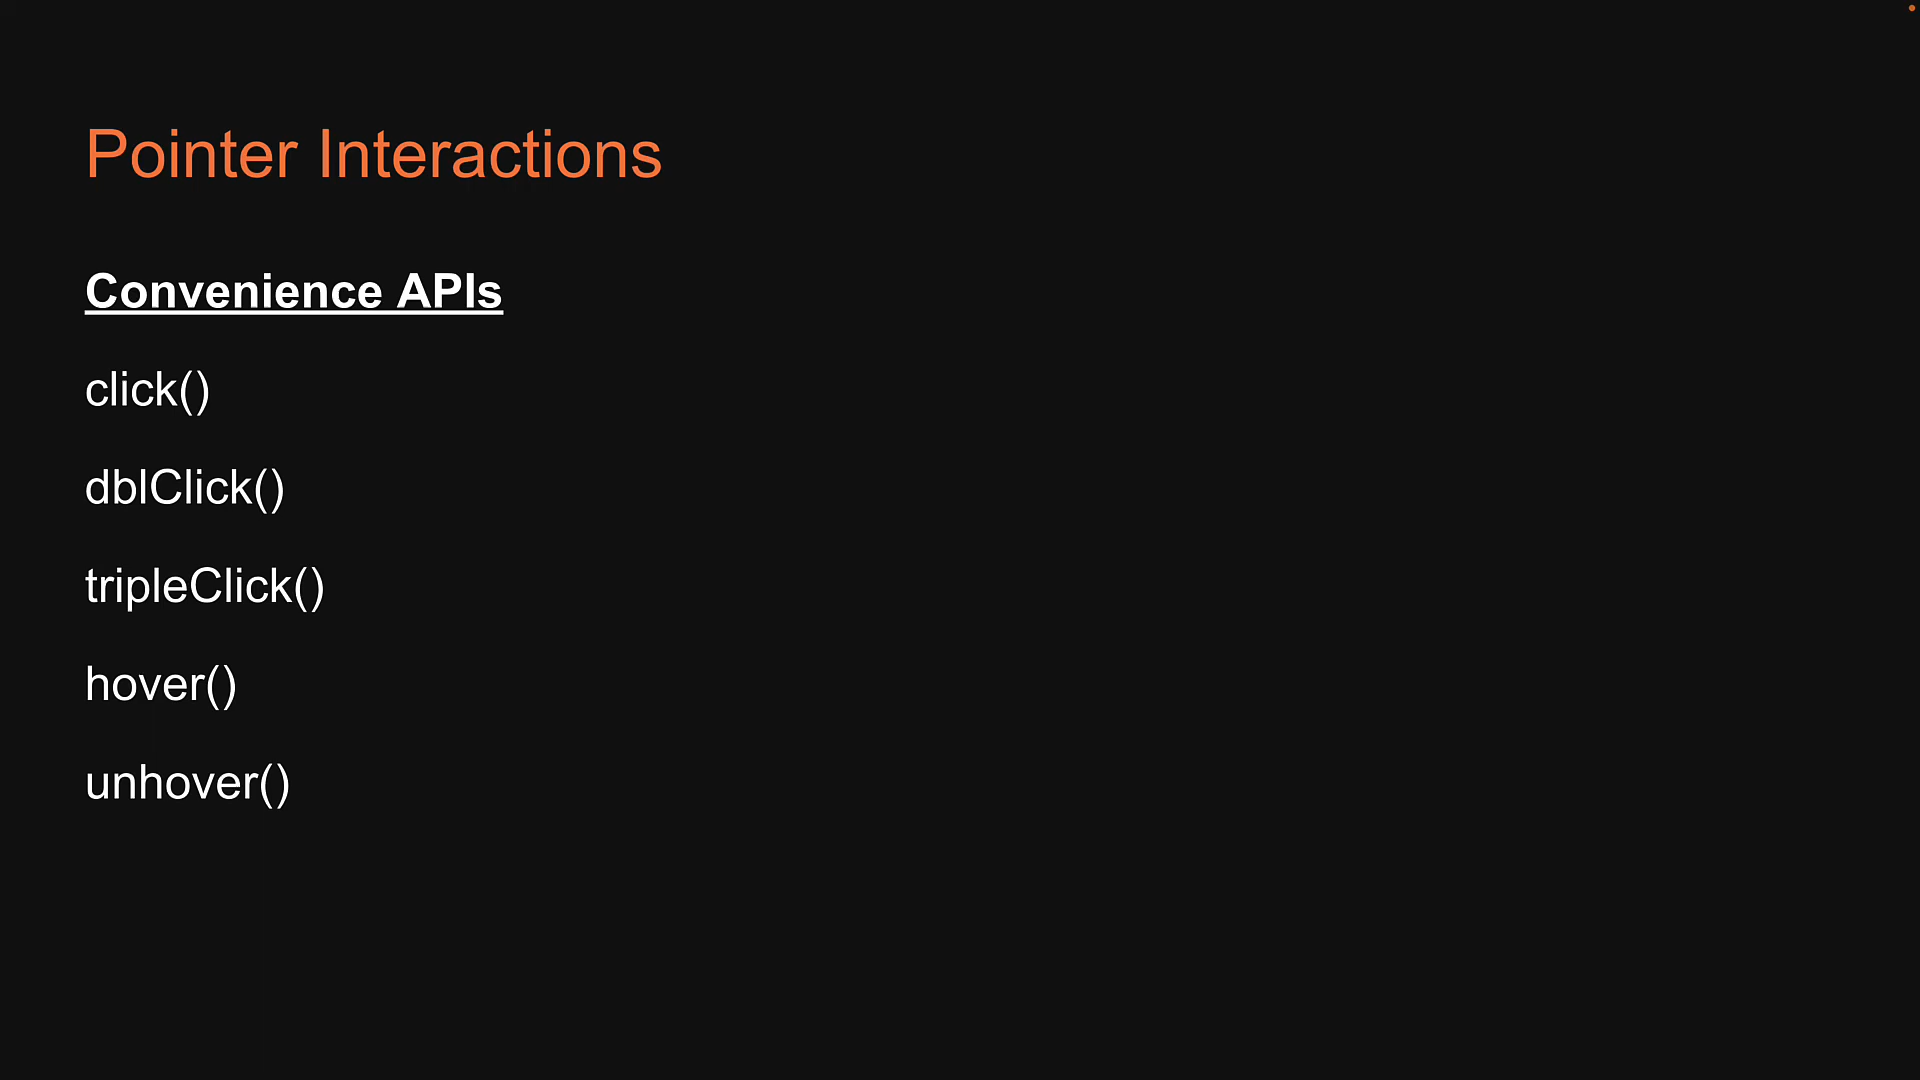 Pointer Interactions
Convenience APIs
click()
dblClick()
tripleClick()
hover()
unhover()